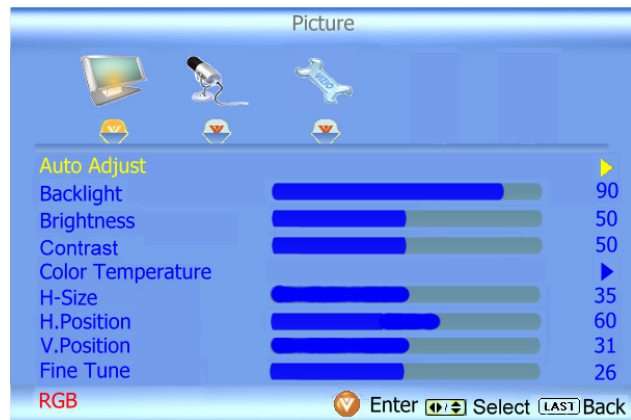 Picture
VIZIO
Auto Adjust
Backlight 90
Brightness 50
Contrast 50
Color Temperature
H-Size 35
H.Position 60
V.Position 31
Fine Tune 26
RGB Enter Select LAST Back